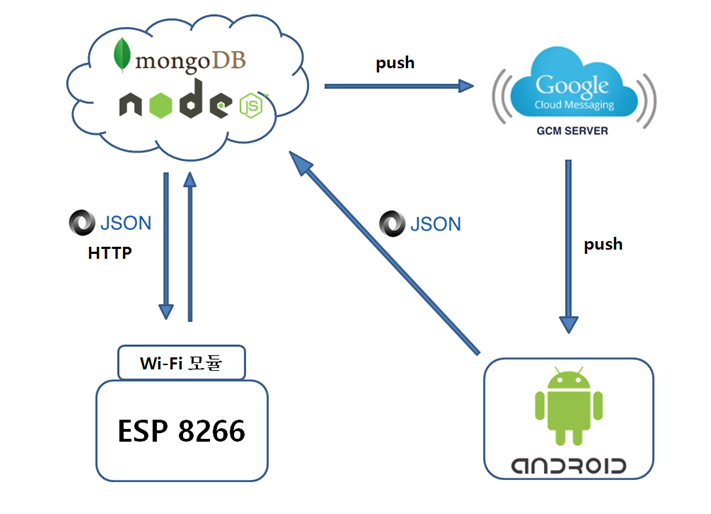 mongoDB
node
JS
push
Google
Cloud Messaging
GCM SERVER
JSON
HTTP
JSON
push
Wi-Fi 모듈
ESP 8266
ANDROID